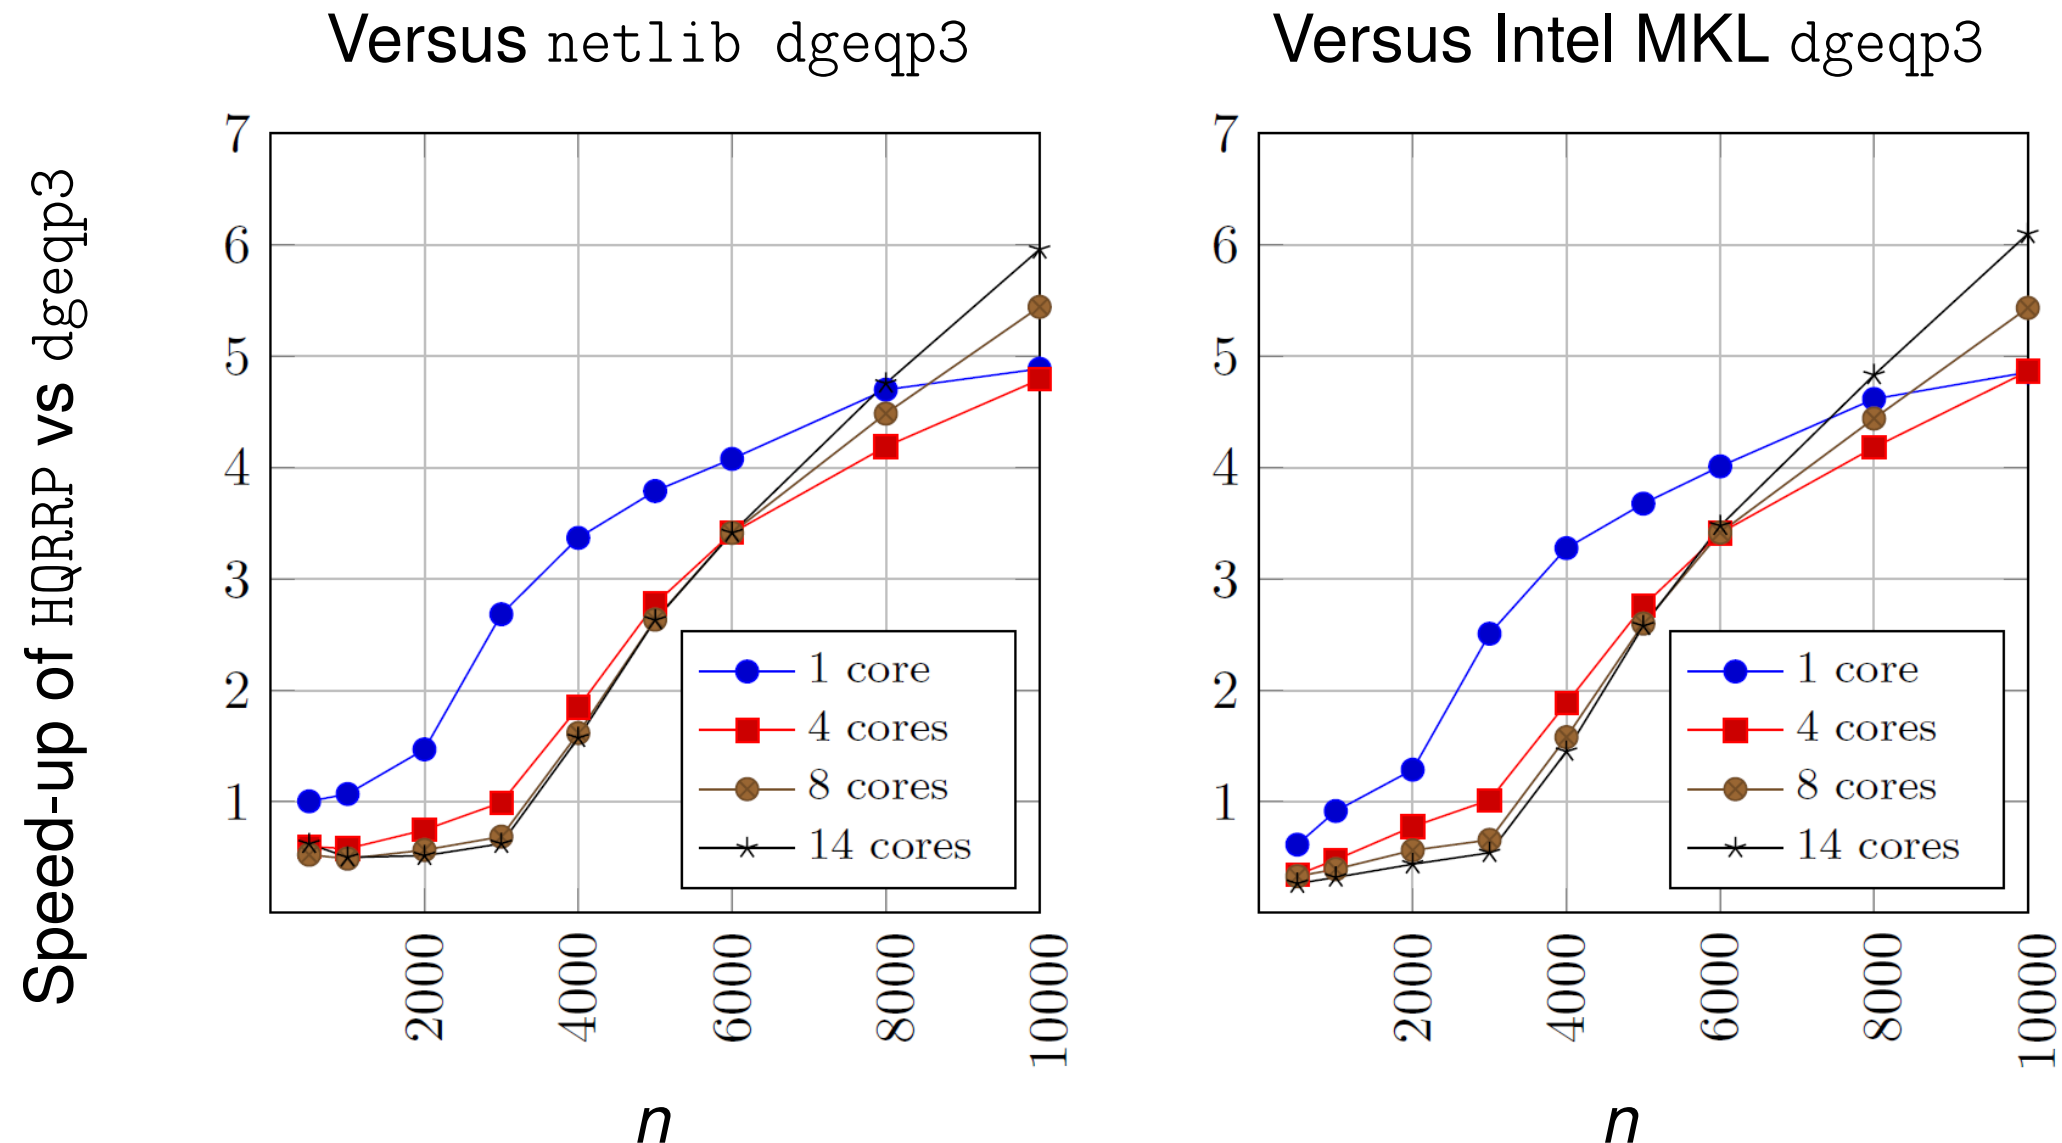 Versus netlib dgeqp3
Versus Intel MKL dgeqp3
Speed-up of HQRRP vs dgeqp3
7
6
5
4
3
2
1
1 core
4 cores
8 cores
14 cores
2000
4000
6000
8000
10000
n
7
6
5
4
3
2
1
1 core
4 cores
8 cores
14 cores
2000
4000
6000
8000
10000
n